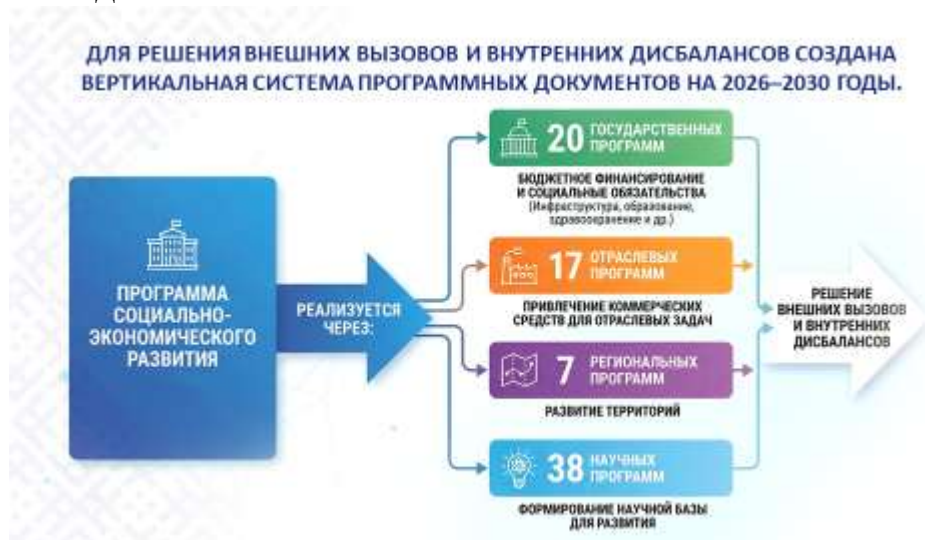 ДЛЯ РЕШЕНИЯ ВНЕШНИХ ВЫЗОВОВ И ВНУТРЕННИХ ДИСБАЛАНСОВ СОЗДАНА
ВЕРТИКАЛЬНАЯ СИСТЕМА ПРОГРАММНЫХ ДОКУМЕНТОВ НА 2026–2030 ГОДЫ.
ПРОГРАММА
СОЦИАЛЬНО-
ЭКОНОМИЧЕСКОГО
РАЗВИТИЯ
РЕАЛИЗУЕТСЯ
ЧЕРЕЗ:
20 ГОСУДАРСТВЕННЫХ
ПРОГРАММ
БЮДЖЕТНОЕ ФИНАНСИРОВАНИЕ
И СОЦИАЛЬНЫЕ ОБЯЗАТЕЛЬСТВА
(Инфраструктура, образование,
здравоохранение и др.)
17 ОТРАСЛЕВЫХ
ПРОГРАММ
ПРИВЛЕЧЕНИЕ КОММЕРЧЕСКИХ
СРЕДСТВ ДЛЯ ОТРАСЛЕВЫХ ЗАДАЧ
7 РЕГИОНАЛЬНЫХ
ПРОГРАММ
РАЗВИТИЕ ТЕРРИТОРИЙ
38 НАУЧНЫХ
ПРОГРАММ
ФОРМИРОВАНИЕ НАУЧНОЙ БАЗЫ
ДЛЯ РАЗВИТИЯ
РЕШЕНИЕ
ВНЕШНИХ ВЫЗОВОВ
И ВНУТРЕННИХ
ДИСБАЛАНСОВ